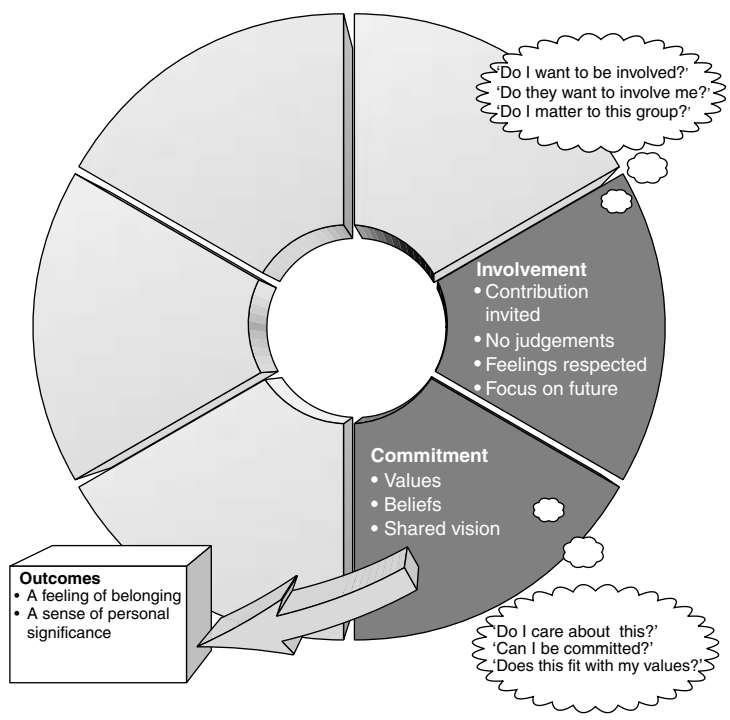 'Do I want to be involved?'
'Do they want to involve me?'
'Do I matter to this group?'
Involvement
• Contribution
invited
• No judgements
• Feelings respected
• Focus on future
Commitment
• Values
• Beliefs
• Shared vision
Outcomes
• A feeling of belonging
• A sense of personal
significance
'Do I care about this?'
'Can I be committed?'
'Does this fit with my values?'